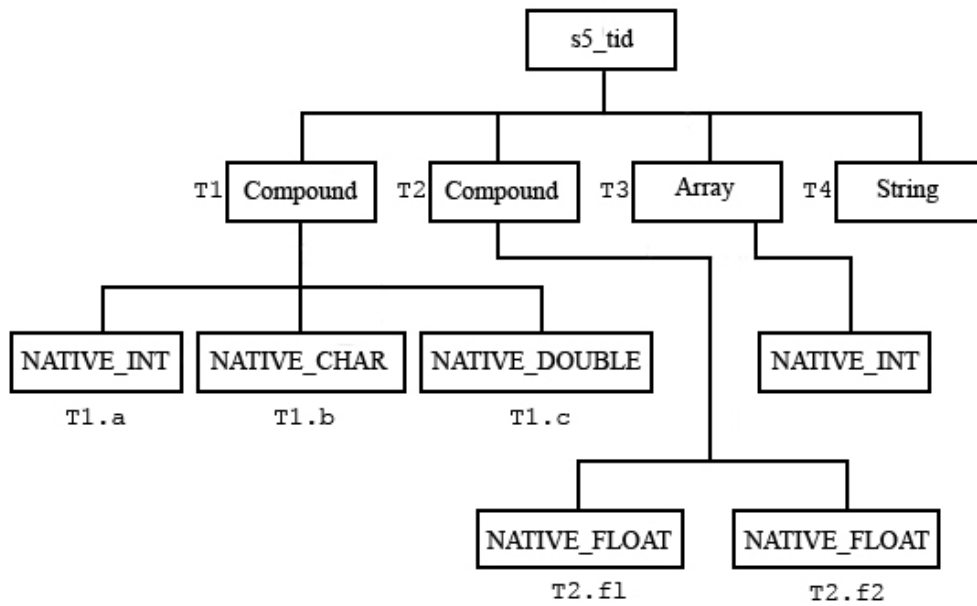 s5_tid
T1 Compound T2 Compound T3 Array T4 String
NATIVE_INT NATIVE_CHAR NATIVE_DOUBLE NATIVE_INT
T1.a T1.b T1.c
NATIVE_FLOAT NATIVE_FLOAT
T2.f1 T2.f2